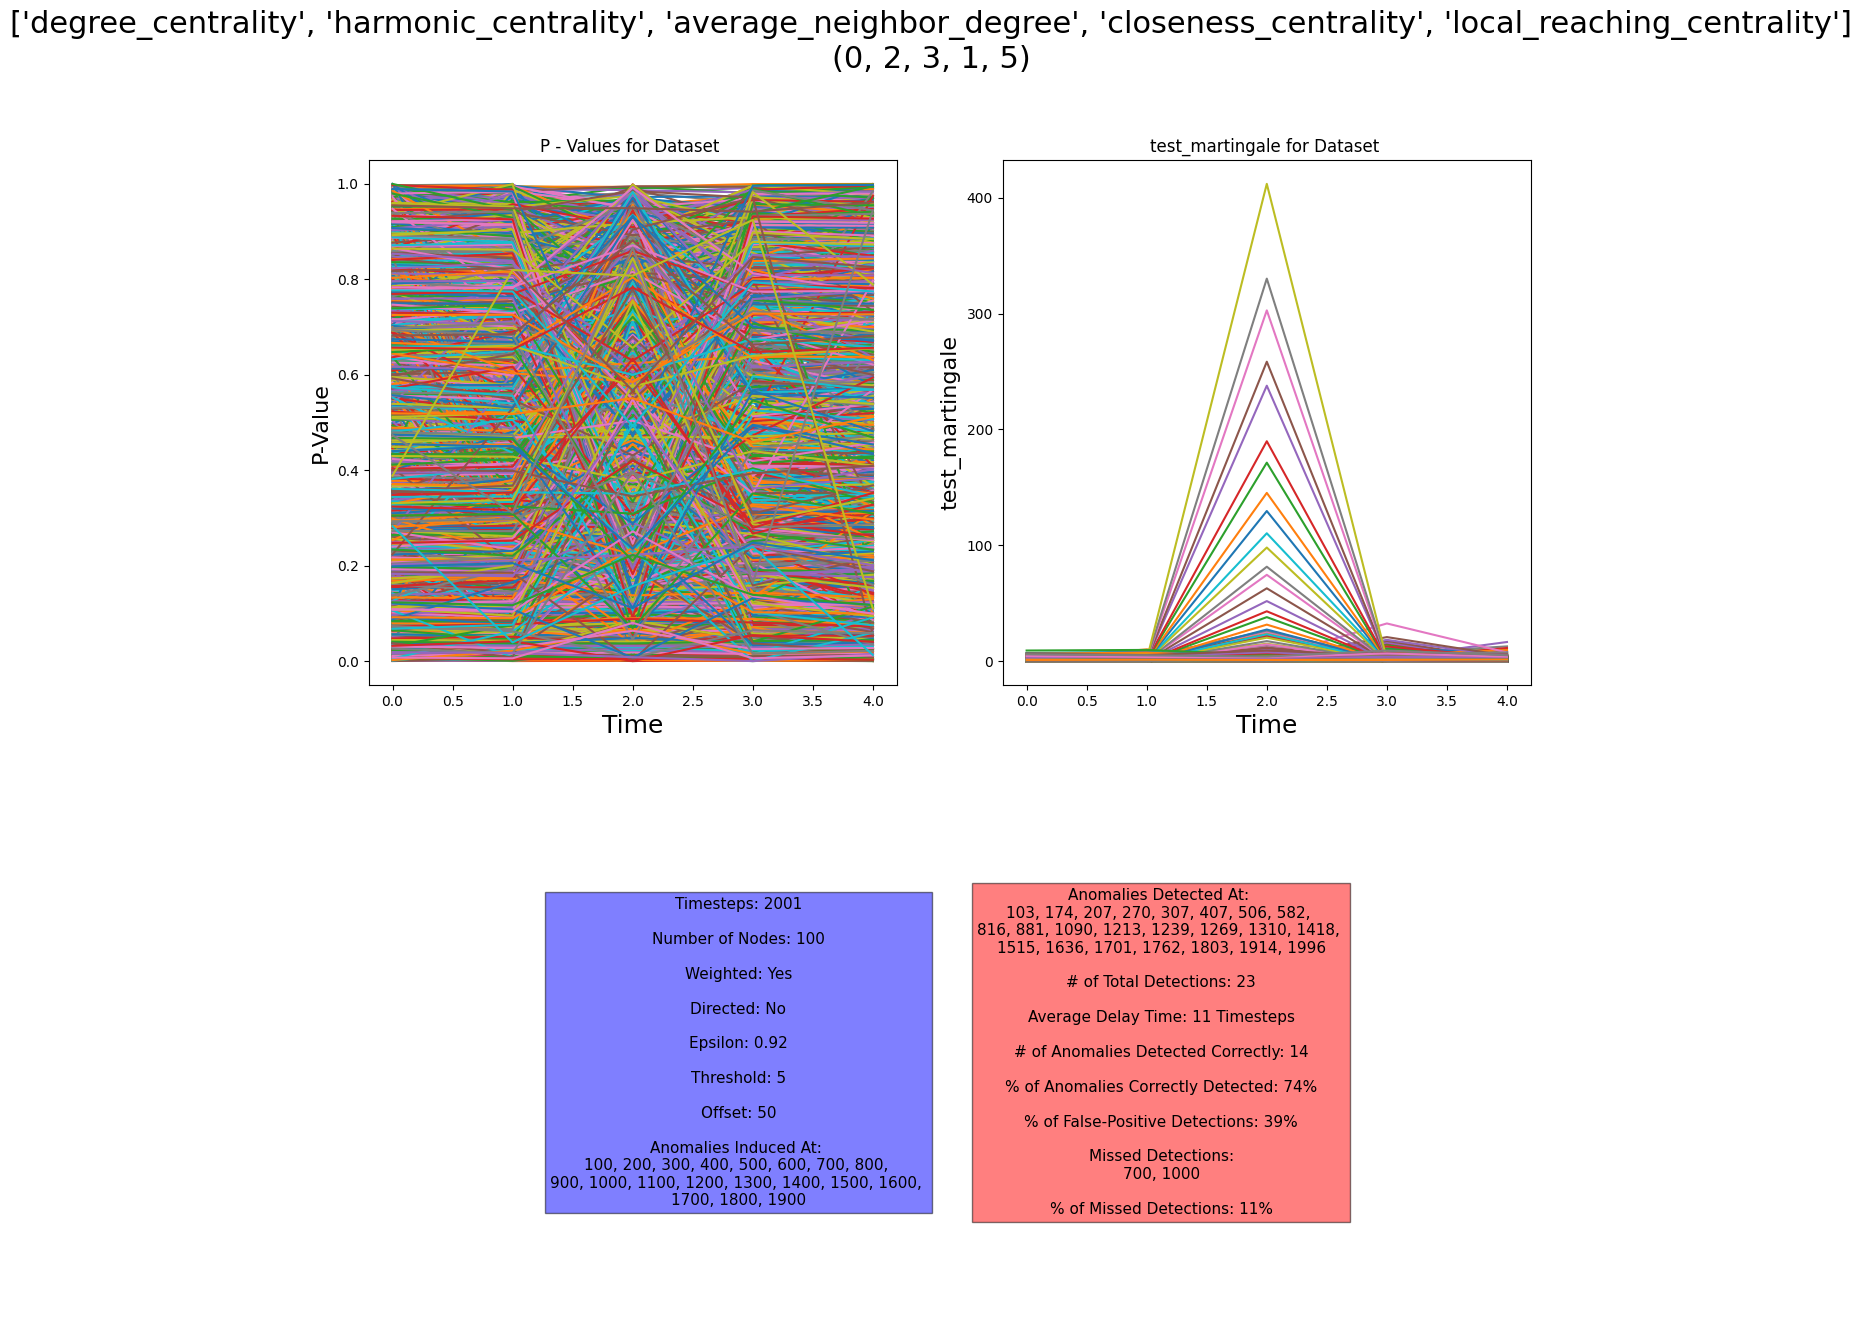 ['degree_centrality', 'harmonic_centrality', 'average_neighbor_degree', 'closeness_centrality', 'local_reaching_centrality']
(0, 2, 3, 1, 5)
P - Values for Dataset
1.0
0.8
0.6
0.4
0.2
0.0
P-Value
0.0 0.5 1.0 1.5 2.0 2.5 3.0 3.5 4.0
Time
test_martingale for Dataset
400
300
200
100
0
test_martingale
0.0 0.5 1.0 1.5 2.0 2.5 3.0 3.5 4.0
Time
Timesteps: 2001
Number of Nodes: 100
Weighted: Yes
Directed: No
Epsilon: 0.92
Threshold: 5
Offset: 50
Anomalies Induced At:
100, 200, 300, 400, 500, 600, 700, 800,
900, 1000, 1100, 1200, 1300, 1400, 1500, 1600,
1700, 1800, 1900
Anomalies Detected At:
103, 174, 207, 270, 307, 407, 506, 582,
816, 881, 1090, 1213, 1239, 1269, 1310, 1418,
1515, 1636, 1701, 1762, 1803, 1914, 1996
# of Total Detections: 23
Average Delay Time: 11 Timesteps
# of Anomalies Detected Correctly: 14
% of Anomalies Correctly Detected: 74%
% of False-Positive Detections: 39%
Missed Detections:
700, 1000
% of Missed Detections: 11%